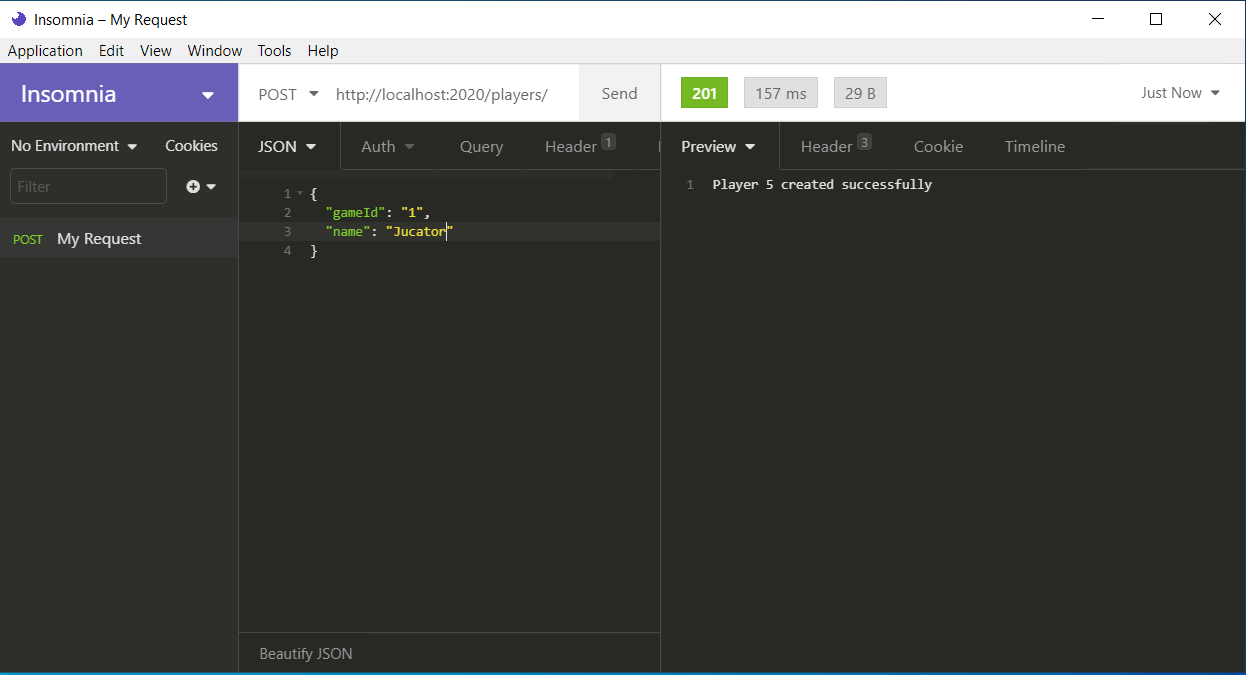 Insomnia – My Request
Application Edit View Window Tools Help
Insomnia
POST http://localhost:2020/players/ Send
201 157 ms 29 B Just Now
No Environment Cookies
JSON Auth Query Header 1
Preview Header 3 Cookie Timeline
Filter
POST My Request
1 {
2 "gameId": "1",
3 "name": "Jucator"
4 }
1 Player 5 created successfully
Beautify JSON